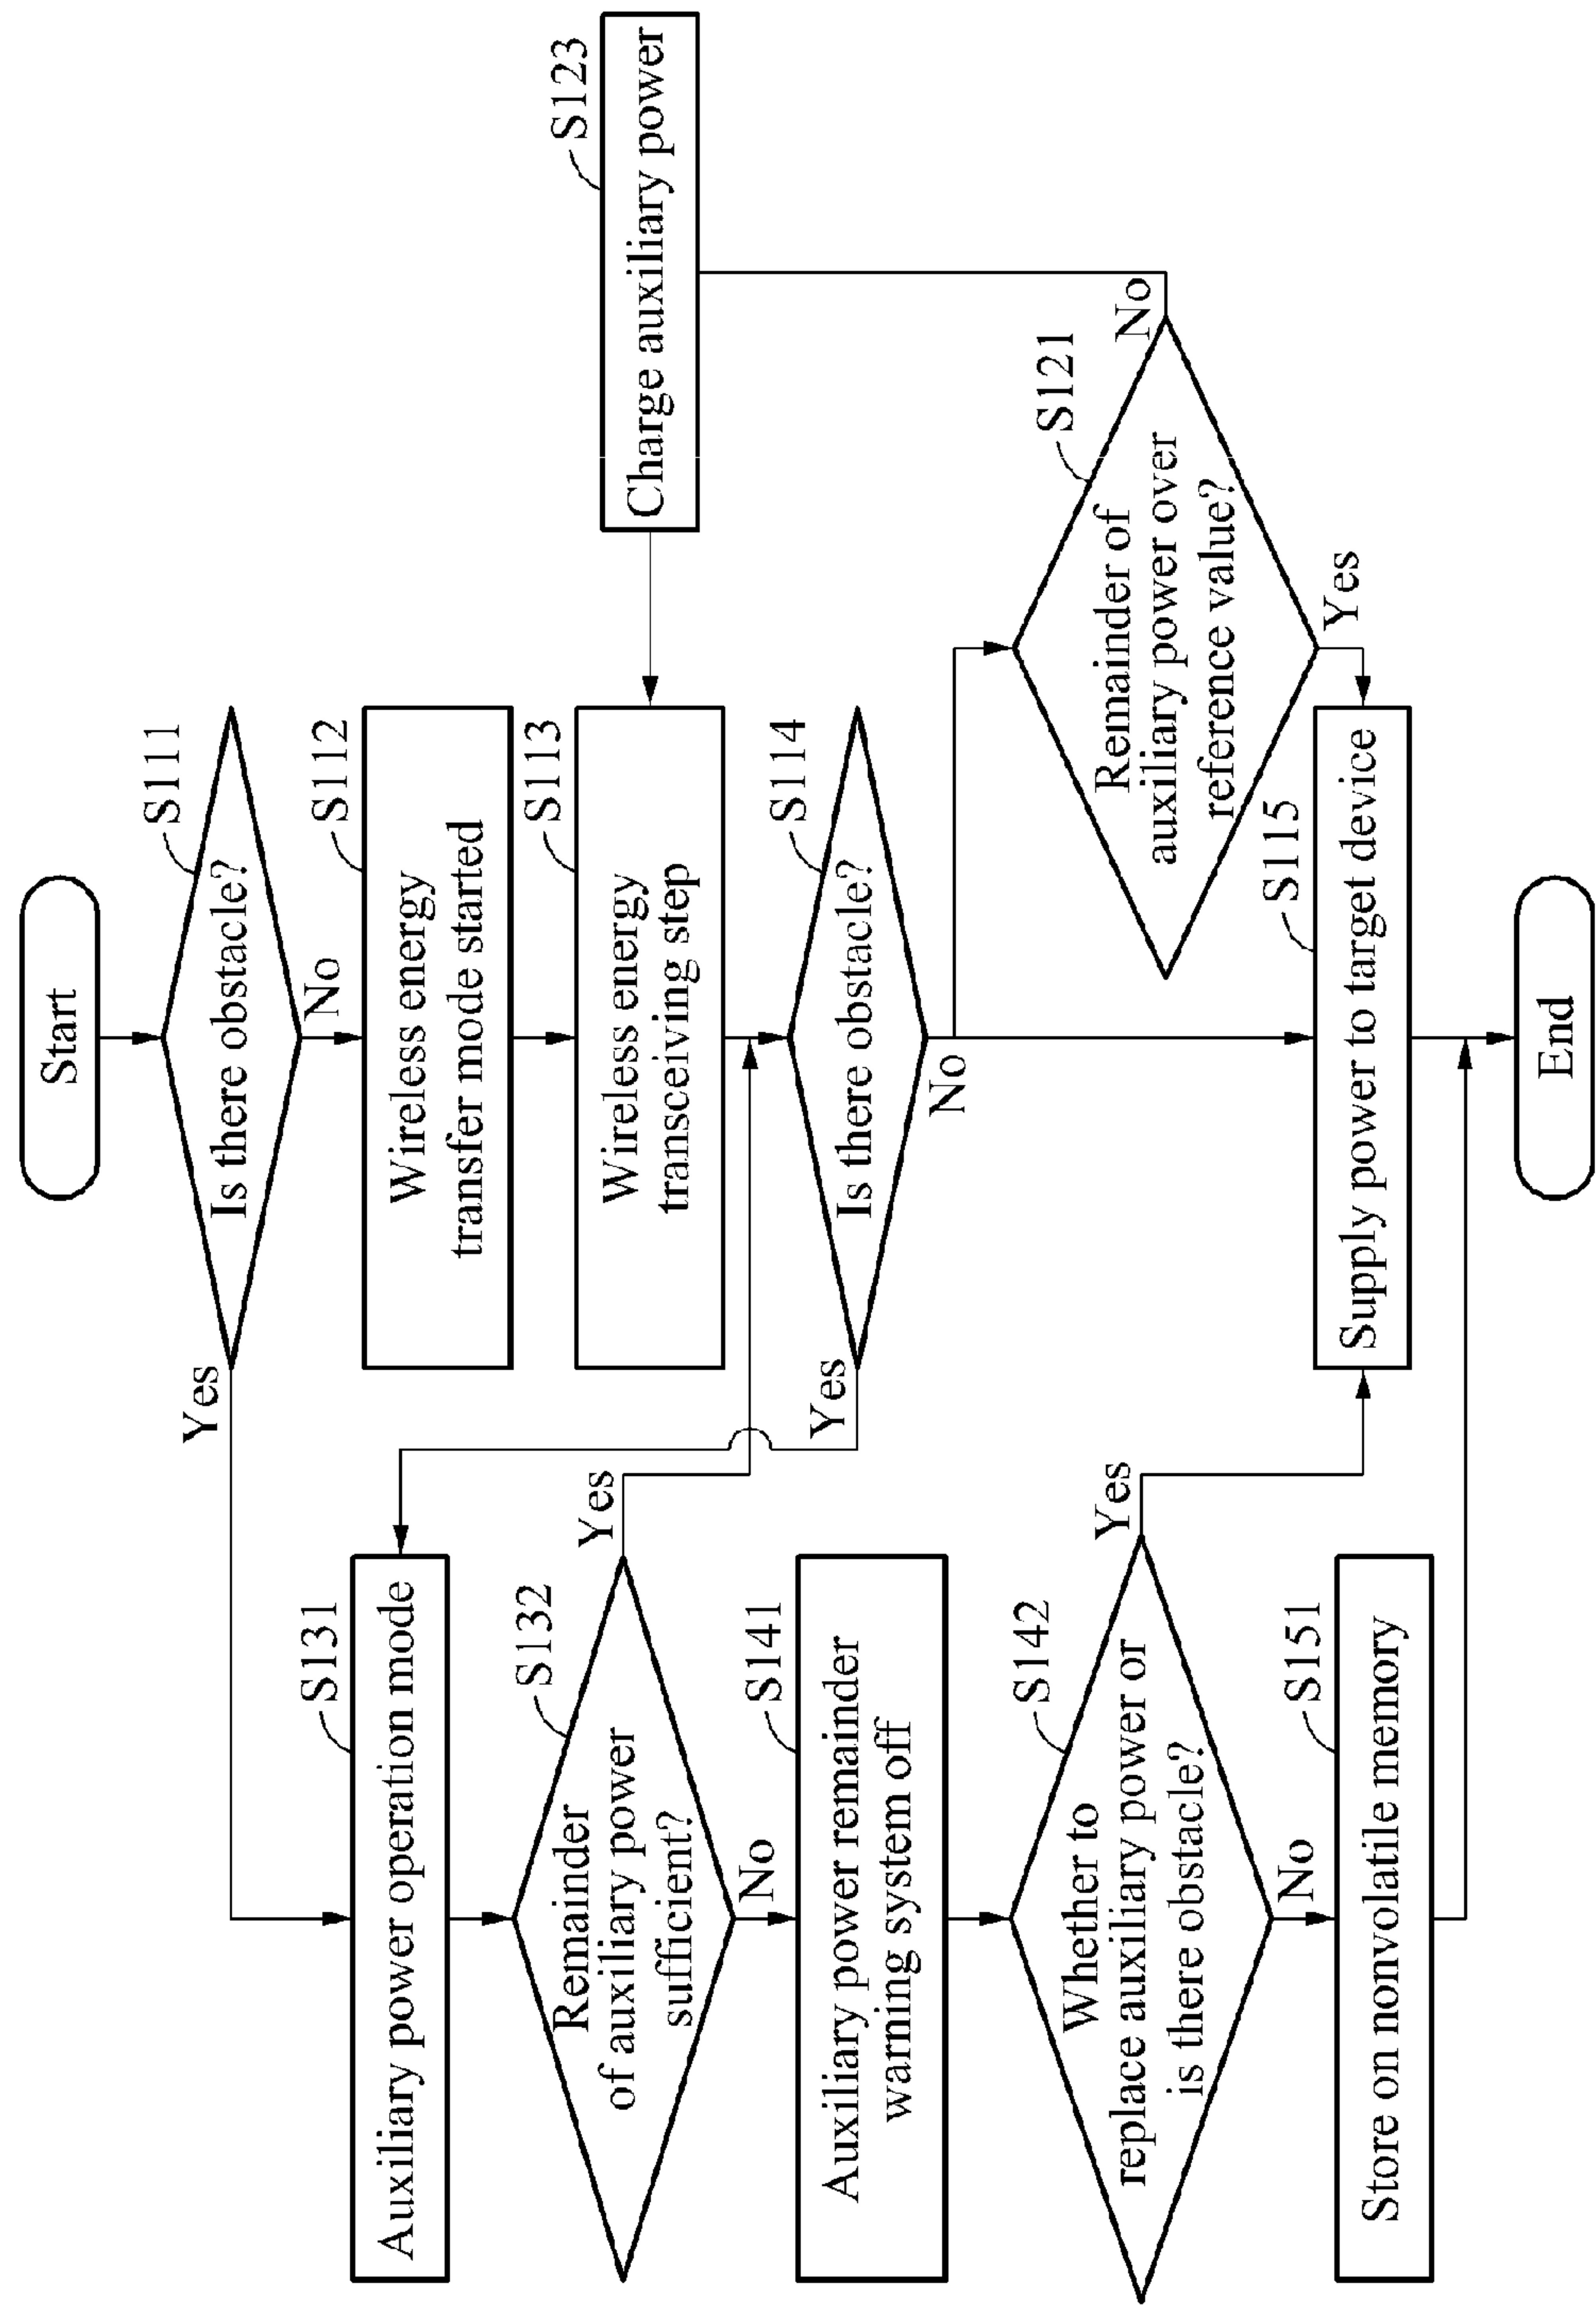 Start
S111
Is there obstacle?
Yes
No
S112
Wireless energy
transfer mode started
S113
Wireless energy
transceiving step
S123
Charge auxiliary power
S114
Is there obstacle?
Yes
No
S131
Auxiliary power operation mode
S132
Remainder
of auxiliary power
sufficient?
Yes
No
S141
Auxiliary power remainder
warning system off
S121
Remainder of
auxiliary power over
reference value?
No
Yes
S142
Whether to
replace auxiliary power or
is there obstacle?
Yes
No
S115
Supply power to target device
S151
Store on nonvolatile memory
End